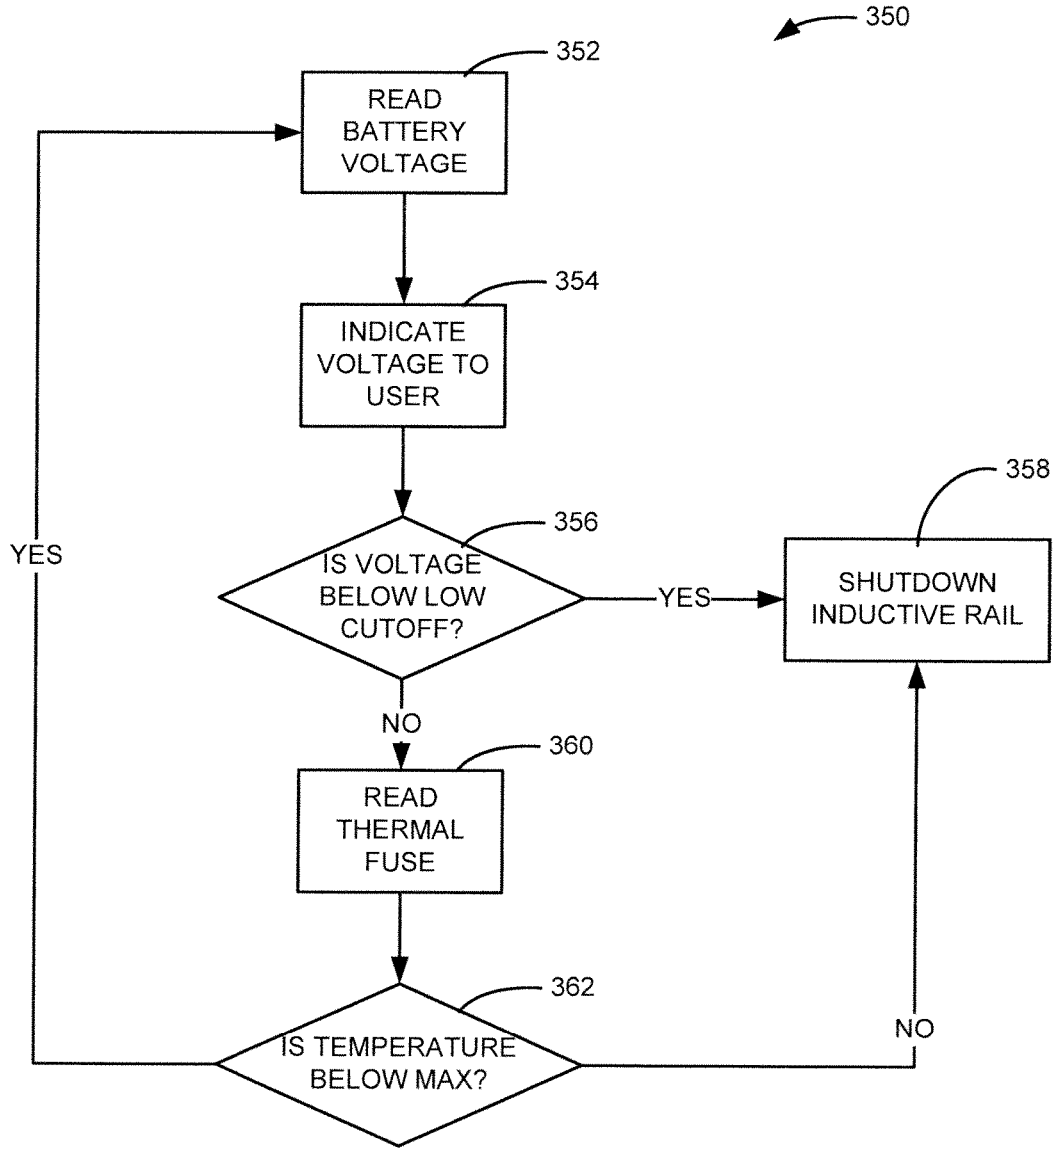 350
352
READ
BATTERY
VOLTAGE
354
INDICATE
VOLTAGE TO
USER
356
IS VOLTAGE
BELOW LOW
CUTOFF?
YES
358
SHUTDOWN
INDUCTIVE RAIL
YES
NO
360
READ
THERMAL
FUSE
362
IS TEMPERATURE
BELOW MAX?
NO